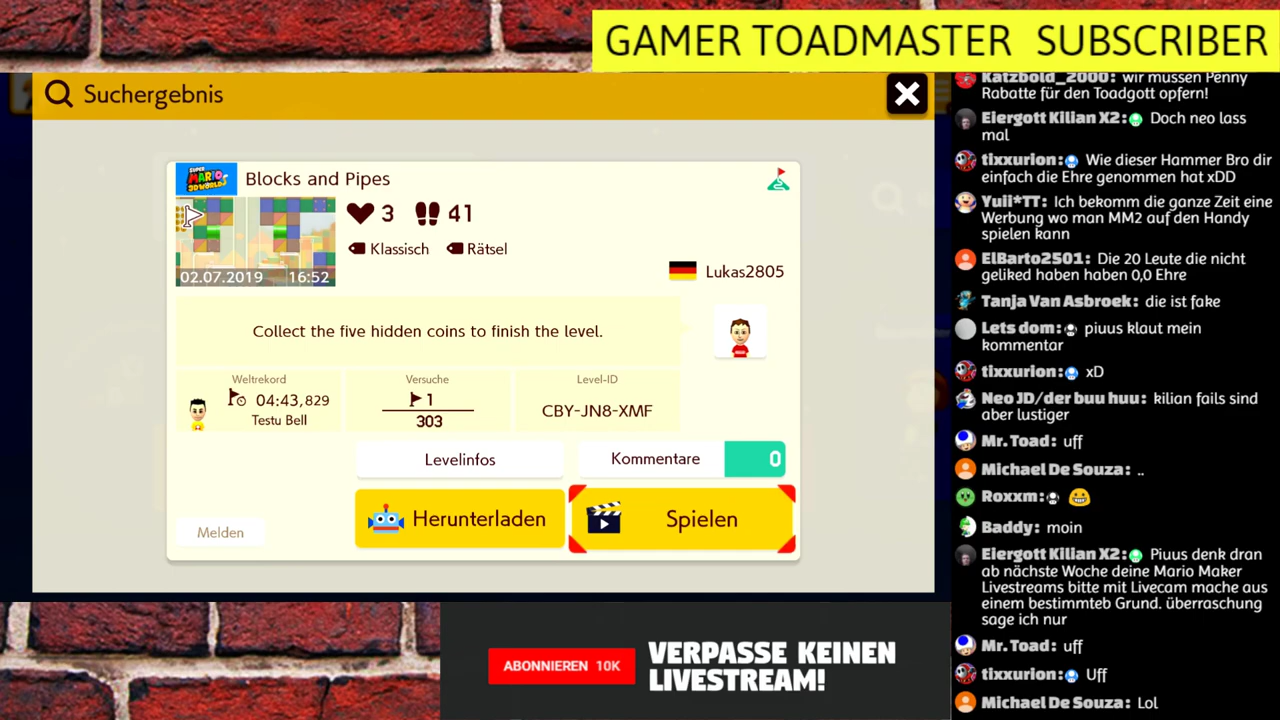 GAMER TOADMASTER SUBSCRIBER
Suchergebnis
SUPER
MARIO
3D WORLD
Blocks and Pipes
3
41
Klassisch
Rätsel
02.07.2019
16:52
Lukas2805
Collect the five hidden coins to finish the level.
Weltrekord
04:43,829
Testu Bell
Versuche
1
303
Level-ID
CBY-JN8-XMF
Levelinfos
Kommentare
0
Melden
Herunterladen
Spielen
Katzbold_2000: wir müssen Penny
Rabatte für den Toadgott opfern!
Eiergott Kilian X2: Doch neo lass
mal
tixxurion: Wie dieser Hammer Bro dir
einfach die Ehre genommen hat xDD
Yuii*TT: Ich bekomm die ganze Zeit eine
Werbung wo man MM2 auf den Handy
spielen kann
ElBarto2501: Die 20 Leute die nicht
geliked haben haben 0,0 Ehre
Tanja Van Asbroek: die ist fake
Lets dom: piuus klaut mein
kommentar
tixxurion: xD
Neo JD/der buu huu: kilian fails sind
aber lustiger
Mr. Toad: uff
Michael De Souza: ..
Roxxm:
Baddy: moin
Eiergott Kilian X2: Piuus denk dran
ab nächste Woche deine Mario Maker
Livestreams bitte mit Livecam mache aus
einem bestimmteb Grund. überraschung
sage ich nur
Mr. Toad: uff
tixxurion: Uff
Michael De Souza: Lol
ABONNIEREN 10K
VERPASSE KEINEN
LIVESTREAM!